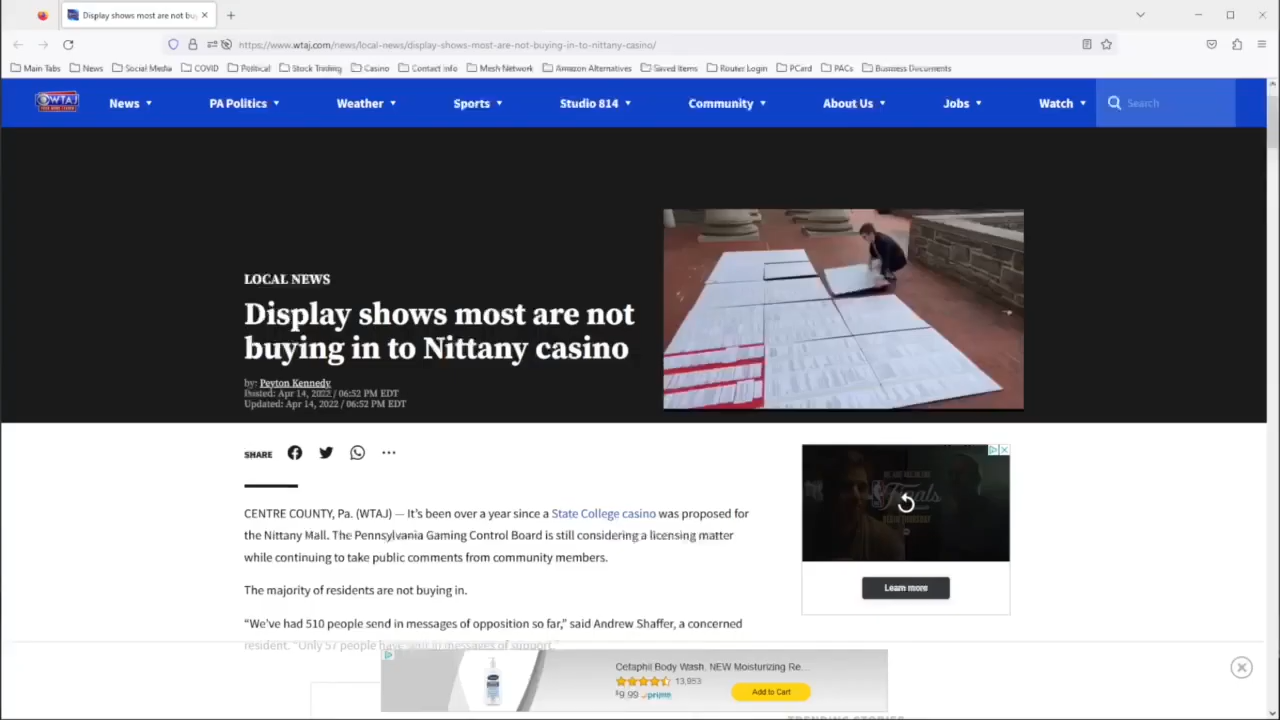 Display shows most are not buy
https://www.wtaj.com/news/local-news/display-shows-most-are-not-buying-in-to-nittany-casino/
Main Tabs News Social Media COVID Political Stock Trading Casino Contact Info Mesh Network Amazon Alternatives Saved Items Router Login PCard PACs Business Documents
WTAJ News PA Politics Weather Sports Studio 814 Community About Us Jobs Watch Search
LOCAL NEWS
Display shows most are not
buying in to Nittany casino
by: Peyton Kennedy
Posted: Apr 14, 2022 / 06:52 PM EDT
Updated: Apr 14, 2022 / 06:52 PM EDT
SHARE
CENTRE COUNTY, Pa. (WTAJ) — It’s been over a year since a State College casino was proposed for
the Nittany Mall. The Pennsylvania Gaming Control Board is still considering a licensing matter
while continuing to take public comments from community members.
The majority of residents are not buying in.
“We’ve had 510 people send in messages of opposition so far,” said Andrew Shaffer, a concerned
resident. “Only 57 people have sent in messages of support.”
Finals
Learn more
Cetaphil Body Wash, NEW Moisturizing Re...
13,953
$9.99 prime
Add to Cart
TRENDING STORIES